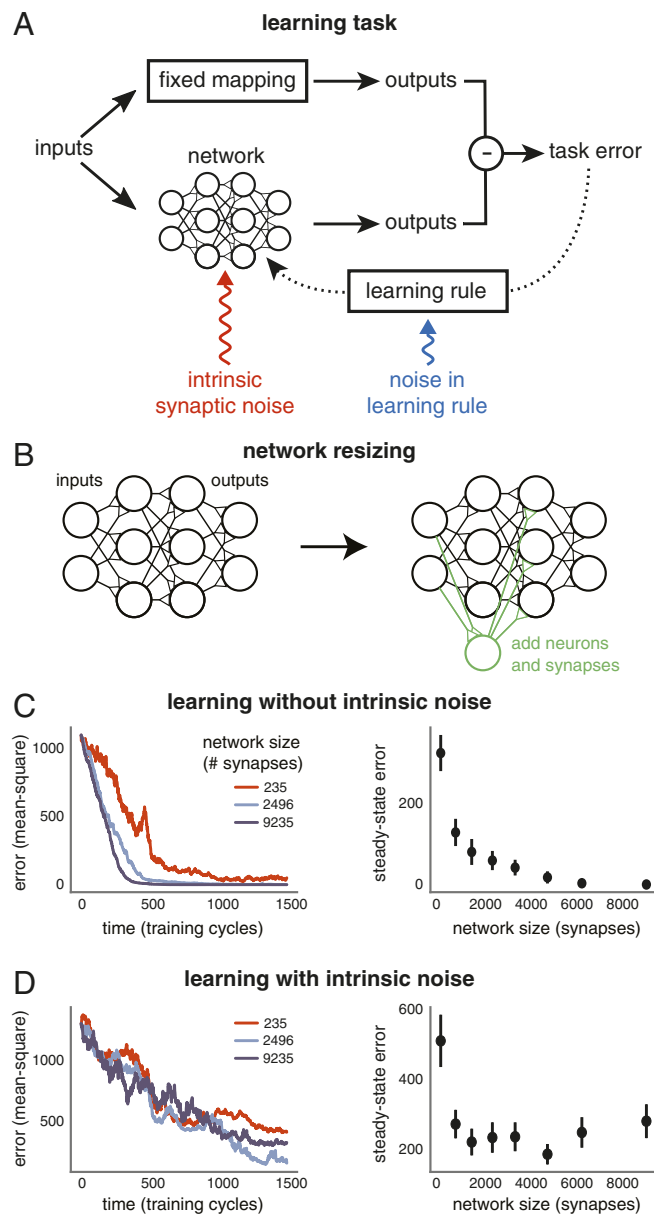 A
learning task
fixed mapping
outputs
inputs
network
−
task error
outputs
learning rule
intrinsic
synaptic noise
noise in
learning rule
B
network resizing
inputs
outputs
add neurons
and synapses
C
learning without intrinsic noise
error (mean-square)
1000
500
0
network size
(# synapses)
235
2496
9235
0
500
1000
1500
time (training cycles)
steady-state error
200
0
0
2000
4000
6000
8000
network size (synapses)
D
learning with intrinsic noise
error (mean-square)
1000
500
235
2496
9235
0
500
1000
1500
time (training cycles)
steady-state error
600
400
200
0
2000
4000
6000
8000
network size (synapses)